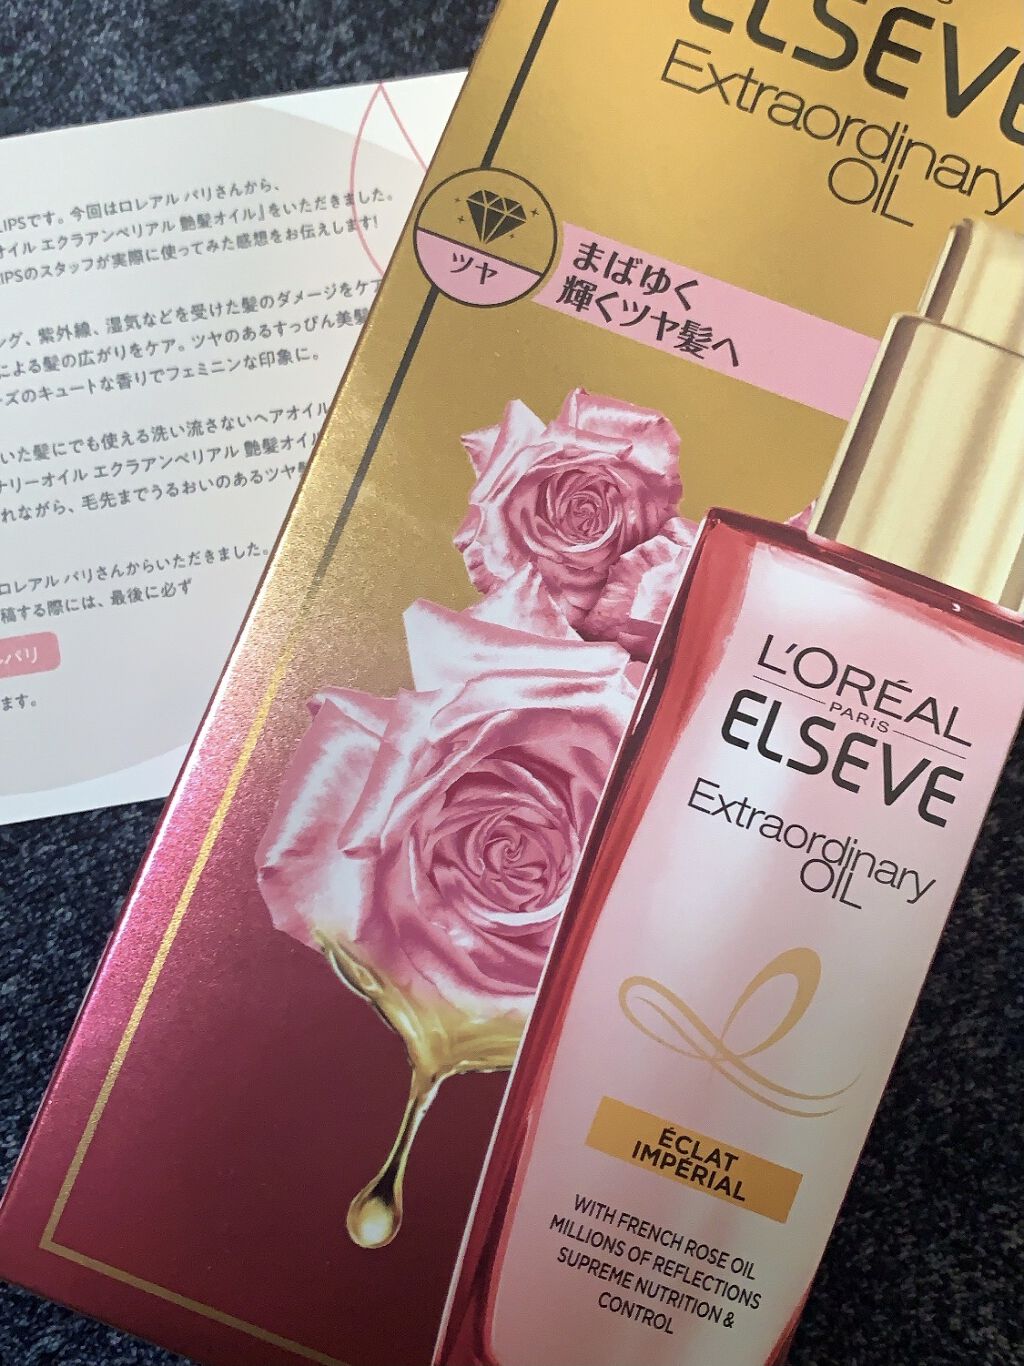 LIPSです。今回はロレアル パリさんから、
オイル エクラアンペリアル 艶髪オイル』をいただきました。
IPSのスタッフが実際に使ってみた感想をお伝えします!
ング、紫外線、湿気などを受けた髪のダメージをケア
による髪の広がりをケア。ツヤのあるすっぴん美髪
ズのキュートな香りでフェミニンな印象に。
いた髪にでも使える洗い流さないヘアオイル
ナリーオイル エクラアンペリアル 艶髪オイル
れながら、毛先までうるおいのあるツヤ
ロレアル パリさんからいただきました。
稿する際には、最後に必ず
パリ
ます。
ELSEVE
Extraordinary
OIL
ツヤ
まばゆく
輝くツヤ髪へ
L'ORÉAL
PARIS
ELSEVE
Extraordinary
OIL
ÉCLAT
IMPÉRIAL
WITH FRENCH ROSE OIL
MILLIONS OF REFLECTIONS
SUPREME NUTRITION &
CONTROL